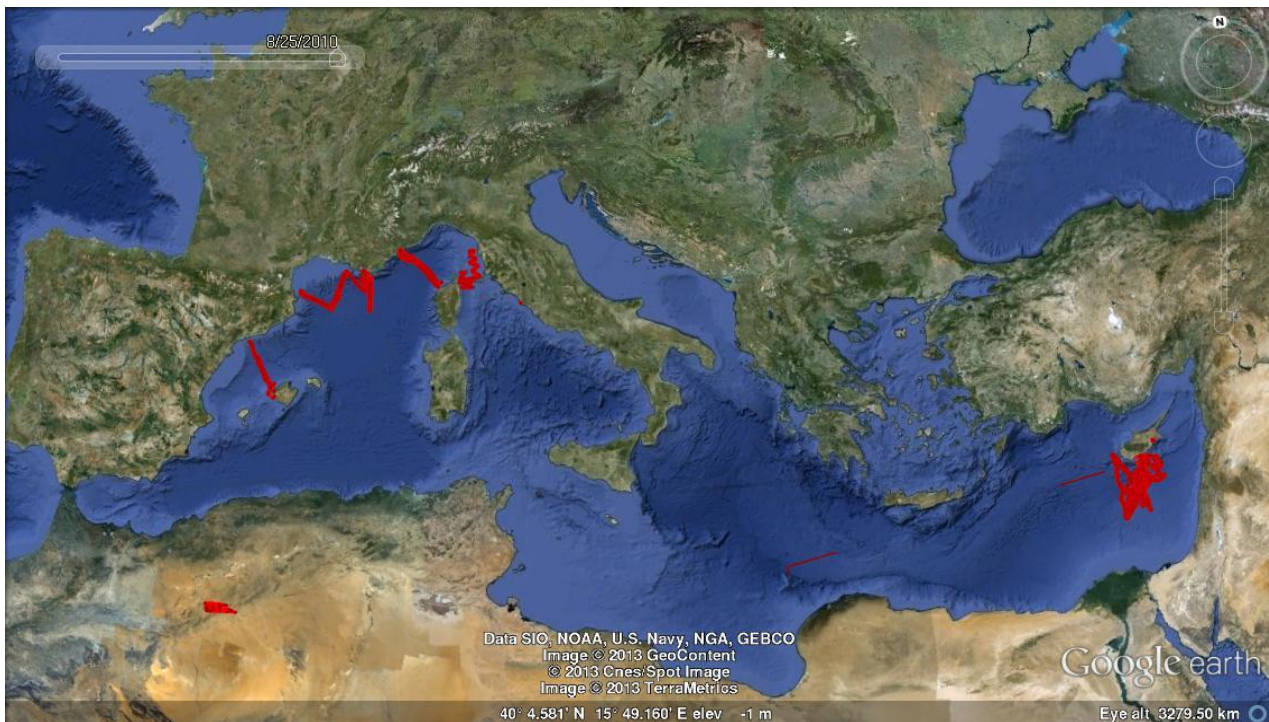 8/25/2010
N
Data SIO, NOAA, U.S. Navy, NGA, GEBCO
Image © 2013 GeoContent
© 2013 Cnes/Spot Image
Image © 2013 TerraMetrics
Google earth
40° 4.581' N 15° 49.160' E elev -1 m
Eye alt 3279.50 km